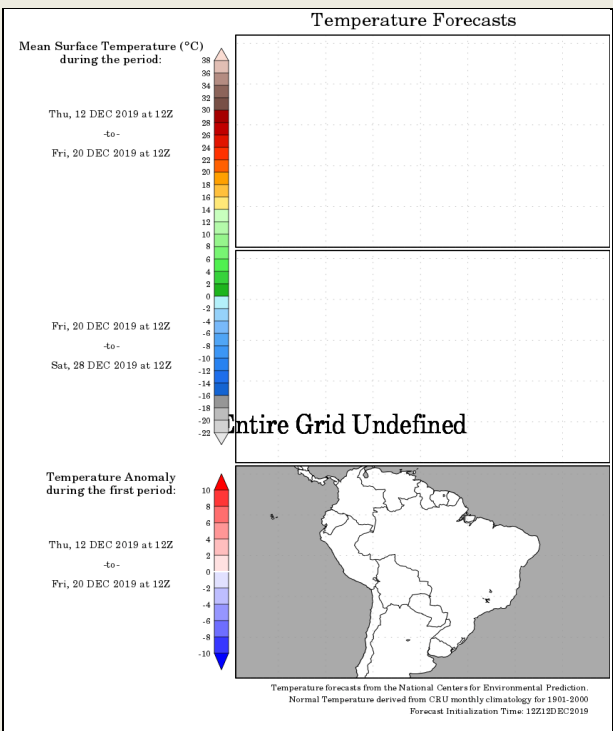 Temperature Forecasts
Mean Surface Temperature (°C)
during the period:
Thu, 12 DEC 2019 at 12Z
-to-
Fri, 20 DEC 2019 at 12Z
38
36
34
32
30
28
26
24
22
20
18
16
14
12
10
8
6
4
2
0
-2
-4
-6
-8
-10
-12
-14
-16
-18
-20
-22
Fri, 20 DEC 2019 at 12Z
-to-
Sat, 28 DEC 2019 at 12Z
Entire Grid Undefined
Temperature Anomaly
during the first period:
Thu, 12 DEC 2019 at 12Z
-to-
Fri, 20 DEC 2019 at 12Z
10
8
6
4
2
0
-2
-4
-6
-8
-10
Temperature forecasts from the National Centers for Environmental Prediction.
Normal Temperature derived from CRU monthly climatology for 1901-2000
Forecast Initialization Time: 12Z12DEC2019